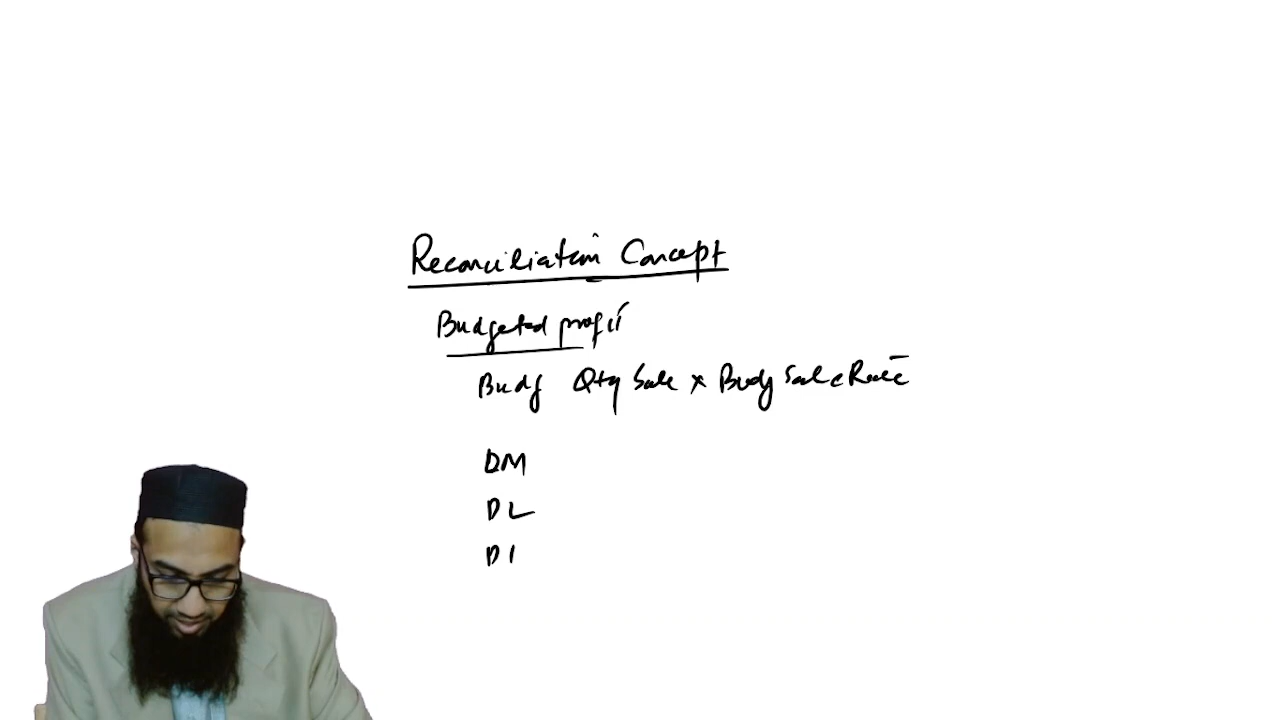 Reconciliation Concept
Budgeted profit
Budg Qty Sale x Budg Sale Rate
DM
DL
DI